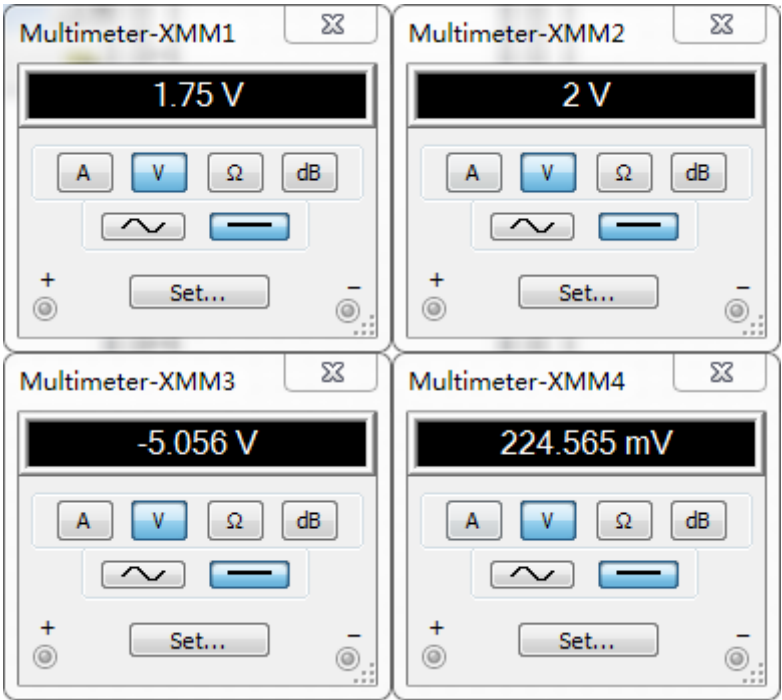 Multimeter-XMM1
1.75 V
A V Ω dB
+ −
Set...
Multimeter-XMM2
2 V
A V Ω dB
+ −
Set...
Multimeter-XMM3
-5.056 V
A V Ω dB
+ −
Set...
Multimeter-XMM4
224.565 mV
A V Ω dB
+ −
Set...